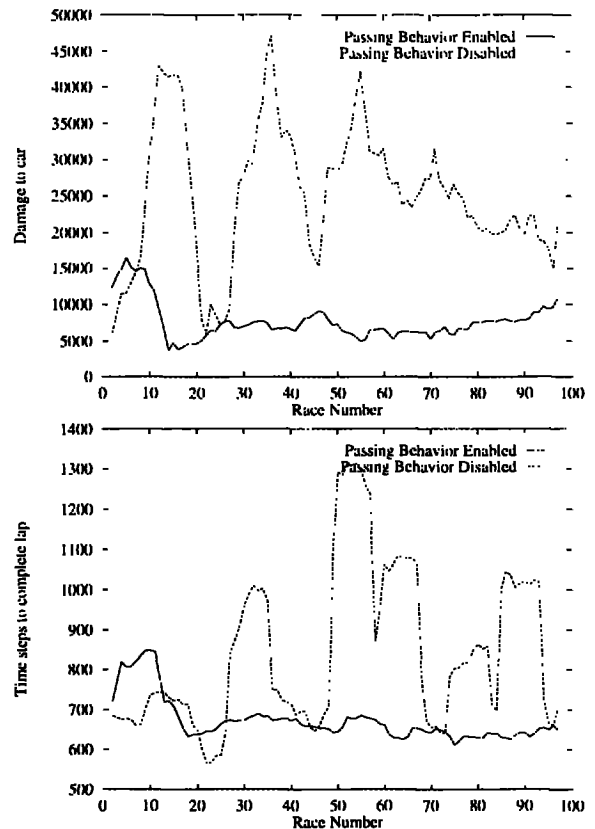 50000
45000
40000
35000
30000
25000
20000
15000
10000
5000
0
Damage to car
Passing Behavior Enabled
Passing Behavior Disabled
0 10 20 30 40 50 60 70 80 90 100
Race Number
1400
1300
1200
1100
1000
900
800
700
600
500
Time steps to complete lap
Passing Behavior Enabled
Passing Behavior Disabled
0 10 20 30 40 50 60 70 80 90 100
Race Number